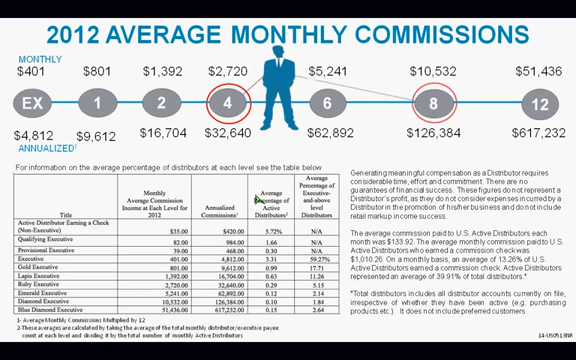 2012 AVERAGE MONTHLY COMMISSIONS
MONTHLY
$401 $801 $1,392 $2,720 $5,241 $10,532 $51,436
EX 1 2 4 6 8 12
$4,812 $9,612 $16,704 $32,640 $62,892 $126,384 $617,232
ANNUALIZED¹
For information on the average percentage of distributors at each level see the table below
Title Monthly Average Commission Income at Each Level for 2012 Annualized Commissions¹ Average Percentage of Active Distributors² Average Percentage of Executive-and-above level Distributors
Active Distributor Earning a Check (Non-Executive) $35.00 $420.00 5.72% N/A
Qualifying Executive 82.00 984.00 1.66 N/A
Provisional Executive 39.00 468.00 0.30 N/A
Executive 401.00 4,812.00 3.31 59.27%
Gold Executive 801.00 9,612.00 0.99 17.71
Lapis Executive 1,392.00 16,704.00 0.63 11.26
Ruby Executive 2,720.00 32,640.00 0.29 5.15
Emerald Executive 5,241.00 62,892.00 0.12 2.14
Diamond Executive 10,532.00 126,384.00 0.10 1.84
Blue Diamond Executive 51,436.00 617,232.00 0.15 2.64
1- Average Monthly Commissions Multiplied by 12
2-These averages are calculated by taking the average of the total monthly distributor/executive payee
count at each level and dividing it by the total number of monthly Active Distributors
Generating meaningful compensation as a Distributor requires
considerable time, effort and commitment. There are no
guarantees of financial success. These figures do not represent a
Distributor's profit, as they do not consider expenses incurred by a
Distributor in the promotion of his/her business and do not include
retail markup income success.
The average commission paid to U.S. Active Distributors each
month was $133.92. The average monthly commission paid to U.S.
Active Distributors who earned a commission check was
$1,010.26. On a monthly basis, an average of 13.26% of U.S.
Active Distributors earned a commission check. Active Distributors
represented an average of 39.91% of total distributors.*
*Total distributors includes all distributor accounts currently on file,
irrespective of whether they have been active (e.g. purchasing
products etc.). It does not include preferred customers.
14-US0513NR